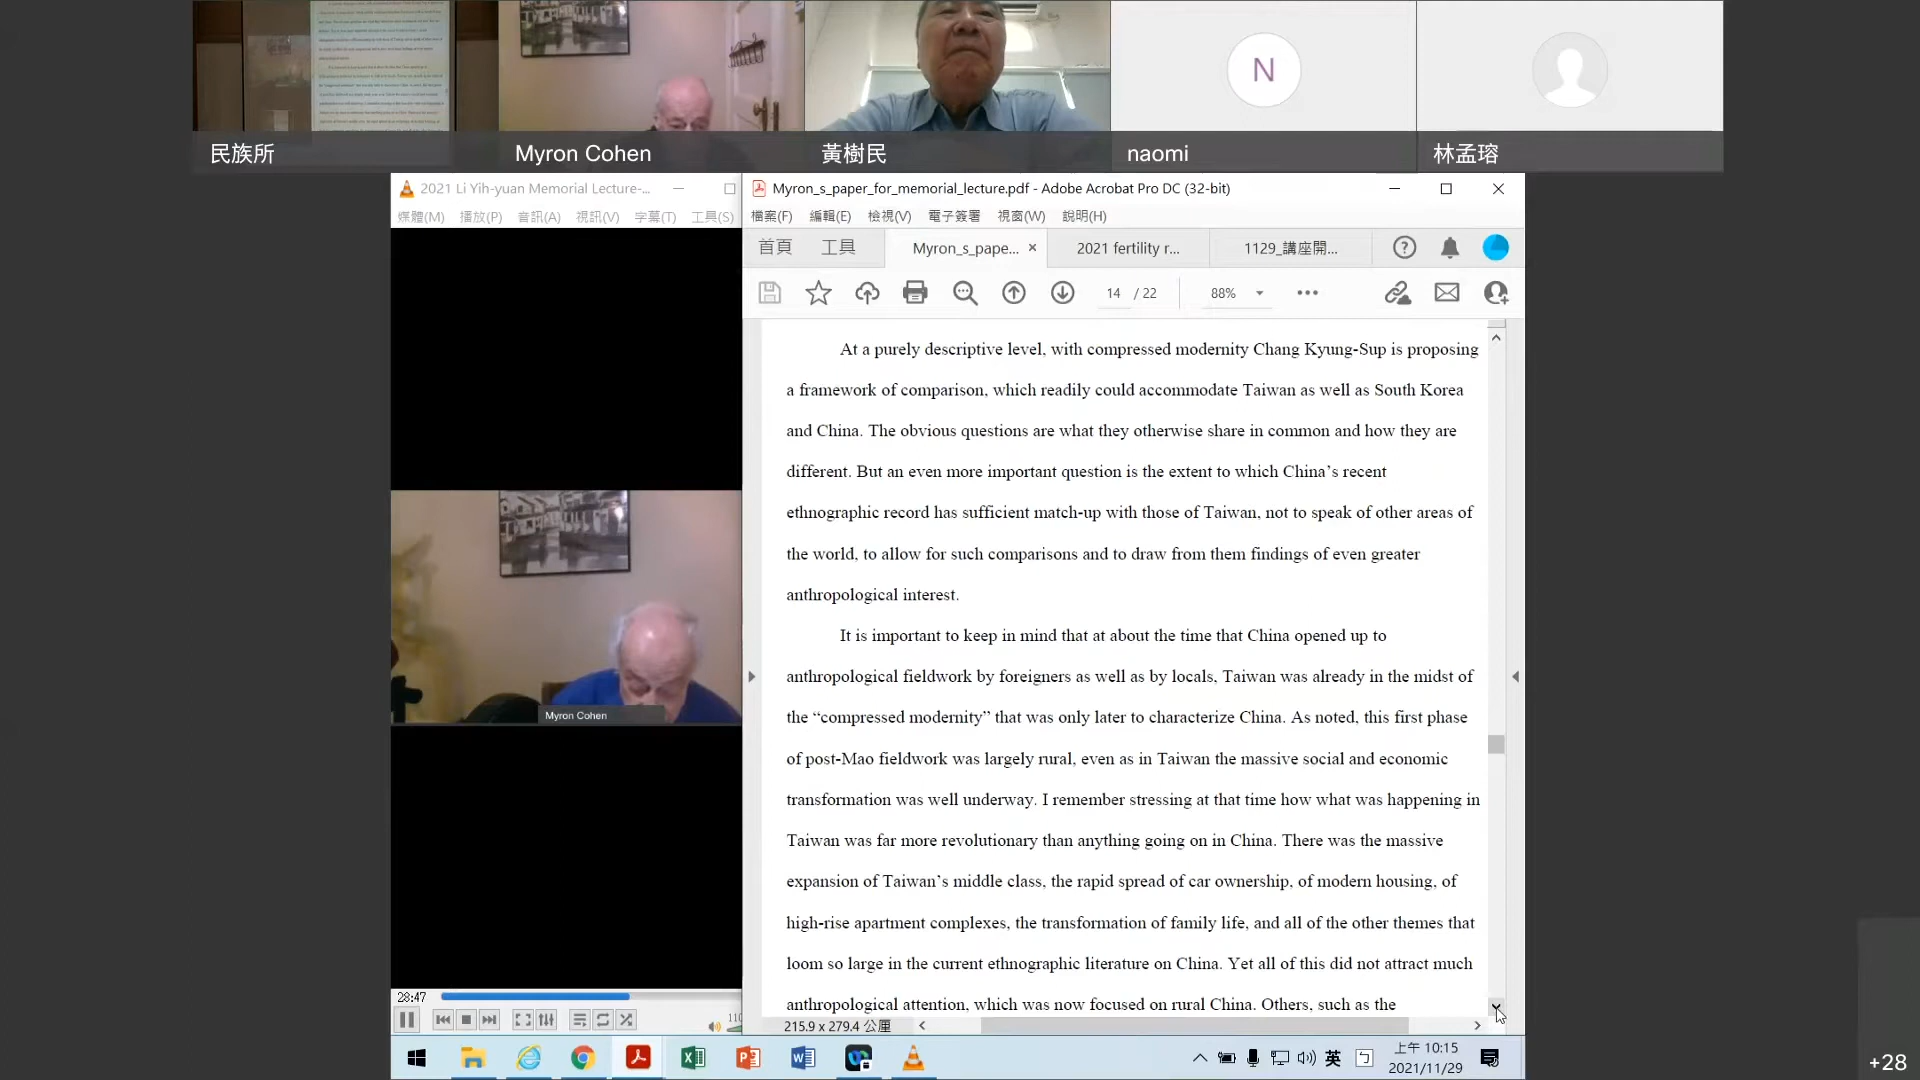 民族所
Myron Cohen
黃樹民
naomi
N
林孟瑢
2021 Li Yih-yuan Memorial Lecture-...
媒體(M) 播放(P) 音訊(A) 視訊(V) 字幕(T) 工具(S)
Myron_s_paper_for_memorial_lecture.pdf - Adobe Acrobat Pro DC (32-bit)
檔案(F) 編輯(E) 檢視(V) 電子簽署 視窗(W) 說明(H)
首頁 工具 Myron_s_pape... 2021 fertility r... 1129_講座開...
14 / 22 88%
At a purely descriptive level, with compressed modernity Chang Kyung-Sup is proposing
a framework of comparison, which readily could accommodate Taiwan as well as South Korea
and China. The obvious questions are what they otherwise share in common and how they are
different. But an even more important question is the extent to which China’s recent
ethnographic record has sufficient match-up with those of Taiwan, not to speak of other areas of
the world, to allow for such comparisons and to draw from them findings of even greater
anthropological interest.
It is important to keep in mind that at about the time that China opened up to
anthropological fieldwork by foreigners as well as by locals, Taiwan was already in the midst of
the “compressed modernity” that was only later to characterize China. As noted, this first phase
of post-Mao fieldwork was largely rural, even as in Taiwan the massive social and economic
transformation was well underway. I remember stressing at that time how what was happening in
Taiwan was far more revolutionary than anything going on in China. There was the massive
expansion of Taiwan’s middle class, the rapid spread of car ownership, of modern housing, of
high-rise apartment complexes, the transformation of family life, and all of the other themes that
loom so large in the current ethnographic literature on China. Yet all of this did not attract much
anthropological attention, which was now focused on rural China. Others, such as the
215.9 x 279.4 公厘
Myron Cohen
28:47
英
上午 10:15
2021/11/29
+28